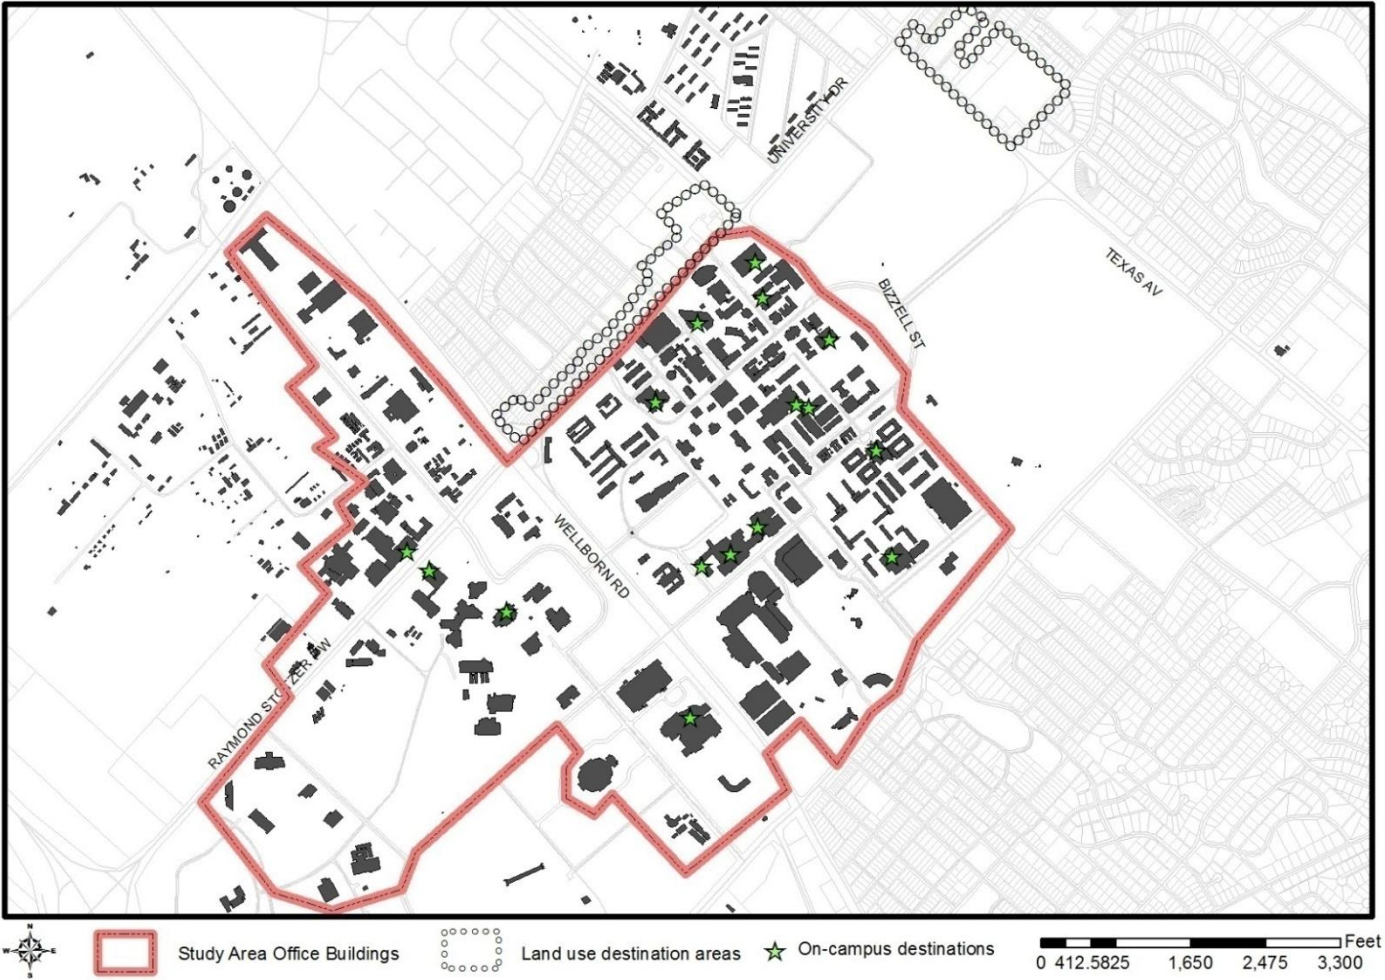 UNIVERSITY DR
TEXAS AV
BIZZELL ST
WELLBORN RD
RAYMOND STOTZER PW
N
W E
S
Study Area Office Buildings
Land use destination areas
On-campus destinations
Feet
0 412.5825 1,650 2,475 3,300